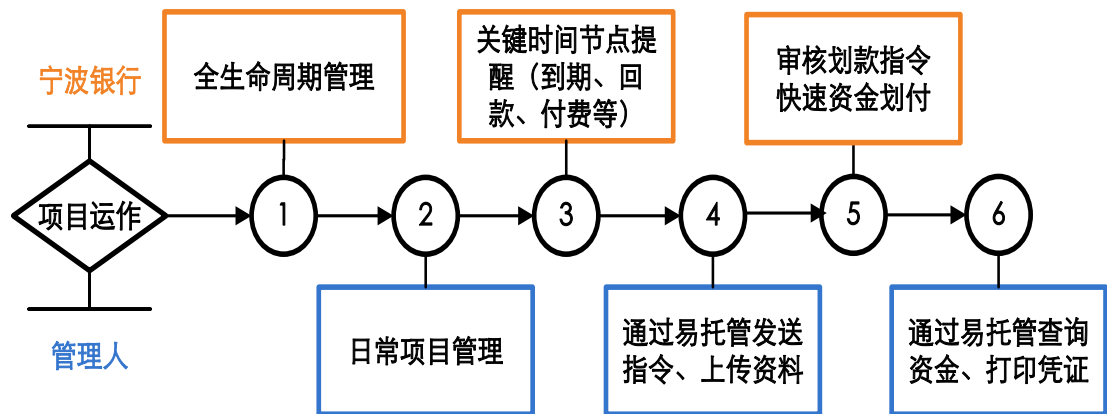 宁波银行
全生命周期管理
关键时间节点提
醒（到期、回
款、付费等）
审核划款指令
快速资金划付
项目运作
1
2
3
4
5
6
管理人
日常项目管理
通过易托管发送
指令、上传资料
通过易托管查询
资金、打印凭证